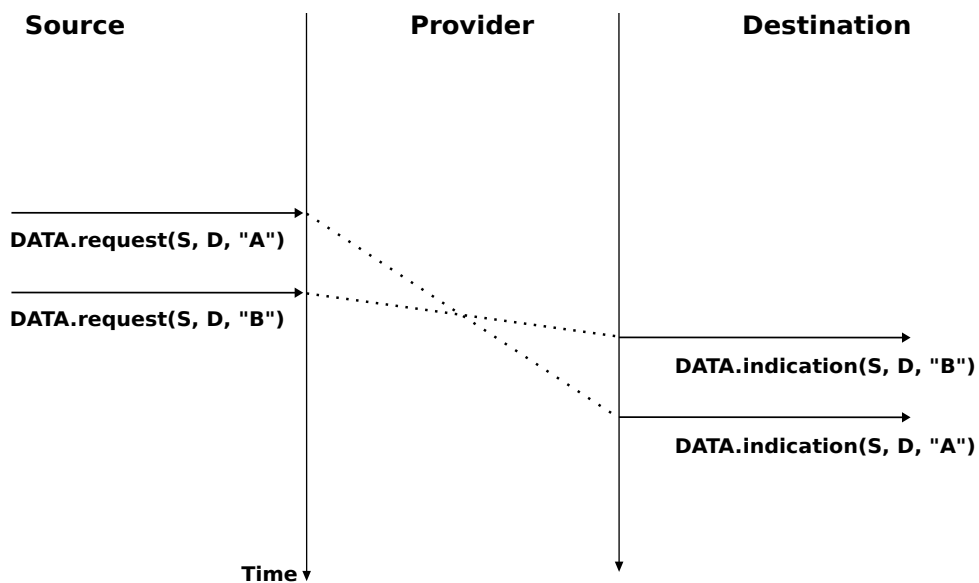 Source
Provider
Destination
DATA.request(S, D, "A")
DATA.request(S, D, "B")
DATA.indication(S, D, "B")
DATA.indication(S, D, "A")
Time